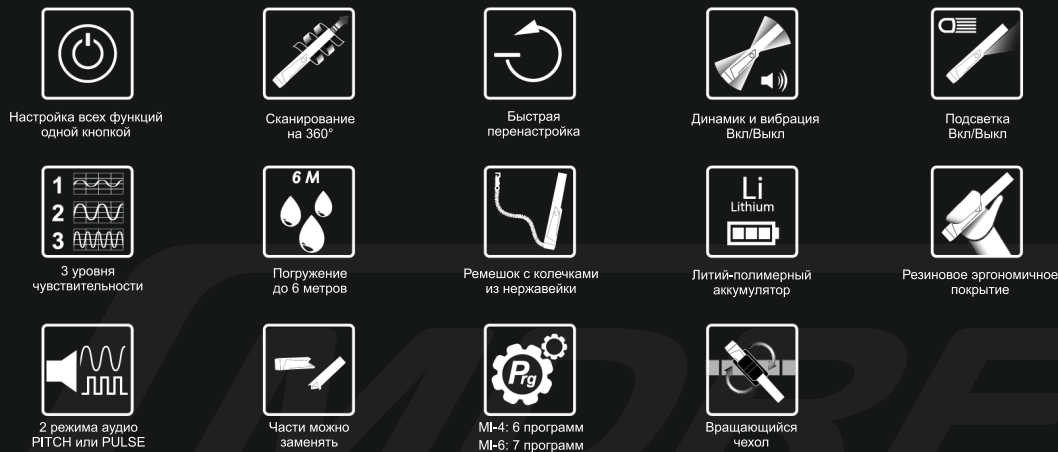 Настройка всех функций
одной кнопкой
Сканирование
на 360°
Быстрая
перенастройка
Динамик и вибрация
Вкл/Выкл
Подсветка
Вкл/Выкл
1
2
3
3 уровня
чувствительности
6 М
Погружение
до 6 метров
Ремешок с колечками
из нержавейки
Li
Lithium
Литий-полимерный
аккумулятор
Резиновое эргономичное
покрытие
2 режима аудио
PITCH или PULSE
Части можно
заменять
Prg
MI-4: 6 программ
MI-6: 7 программ
Вращающийся
чехол
MORE